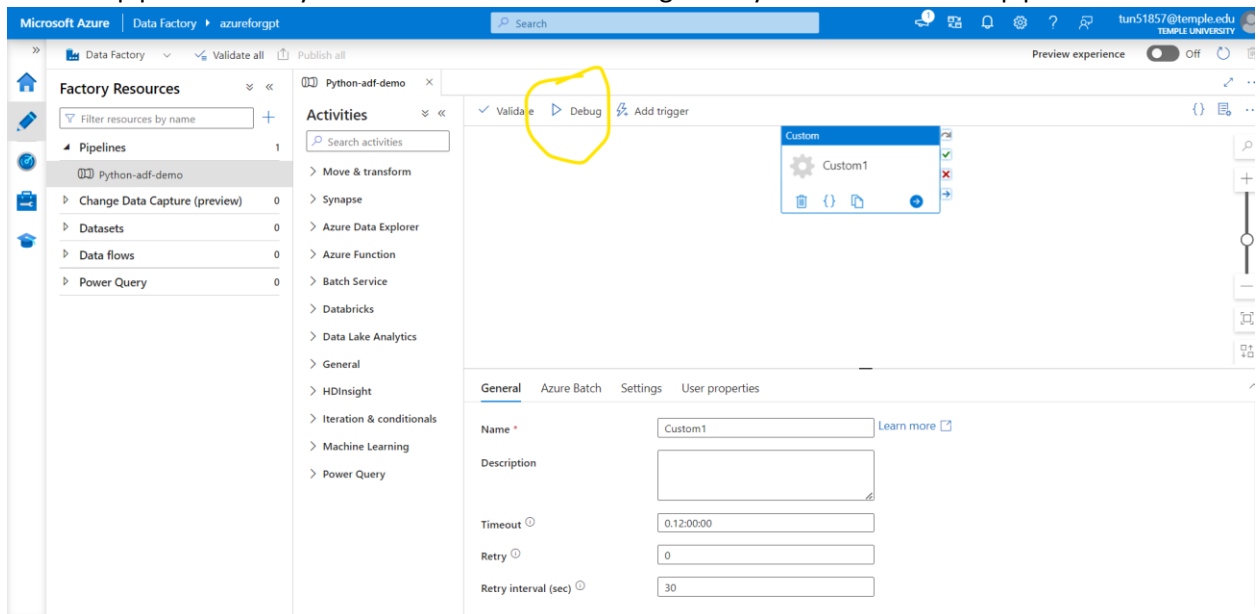 Microsoft Azure Data Factory azureforgpt Search tun51857@temple.edu
TEMPLE UNIVERSITY
Data Factory Validate all Publish all Preview experience Off
Factory Resources
Filter resources by name
Pipelines 1
Python-adf-demo
Change Data Capture (preview) 0
Datasets 0
Data flows 0
Power Query 0
Python-adf-demo
Activities
Search activities
Move & transform
Synapse
Azure Data Explorer
Azure Function
Batch Service
Databricks
Data Lake Analytics
General
HDInsight
Iteration & conditionals
Machine Learning
Power Query
Validate Debug Add trigger
Custom
Custom1
General Azure Batch Settings User properties
Name * Custom1 Learn more
Description
Timeout 0.12:00:00
Retry 0
Retry interval (sec) 30